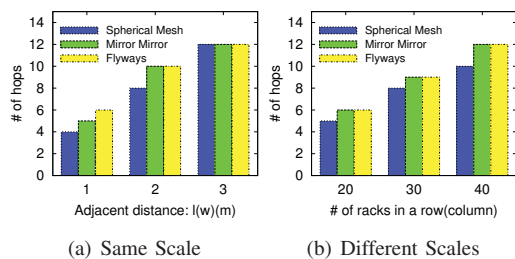 # of hops
14
12
10
8
6
4
2
0
Spherical Mesh
Mirror Mirror
Flyways
1 2 3
Adjacent distance: l(w)(m)
(a) Same Scale
# of hops
14
12
10
8
6
4
2
0
Spherical Mesh
Mirror Mirror
Flyways
20 30 40
# of racks in a row(column)
(b) Different Scales